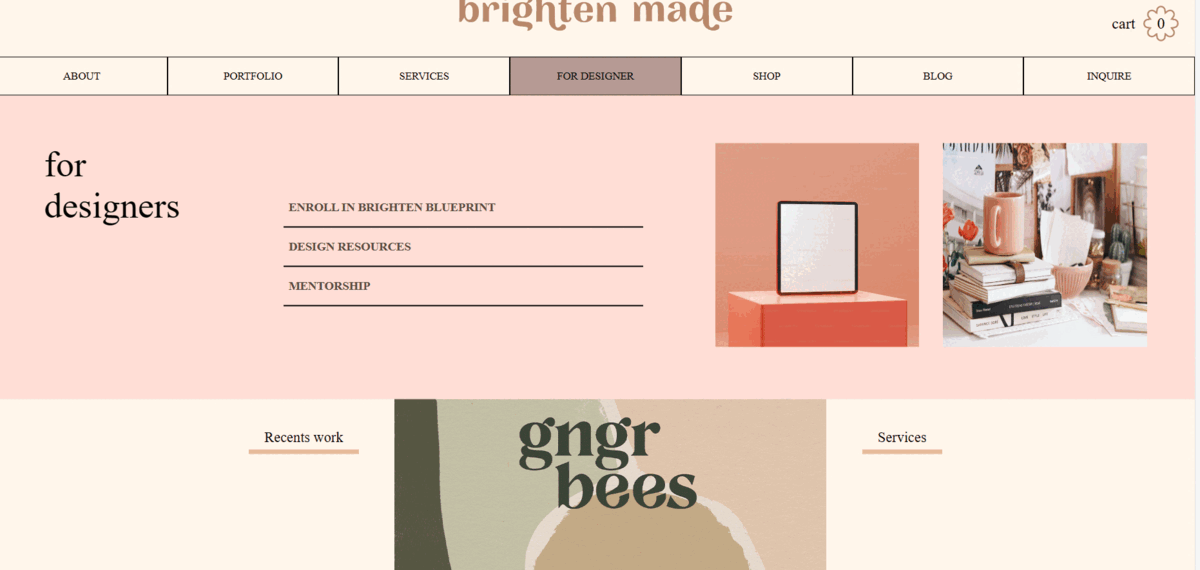 brighten made
cart 0
ABOUT PORTFOLIO SERVICES FOR DESIGNER SHOP BLOG INQUIRE
for
designers
ENROLL IN BRIGHTEN BLUEPRINT
DESIGN RESOURCES
MENTORSHIP
Recents work
gngr
bees
Services